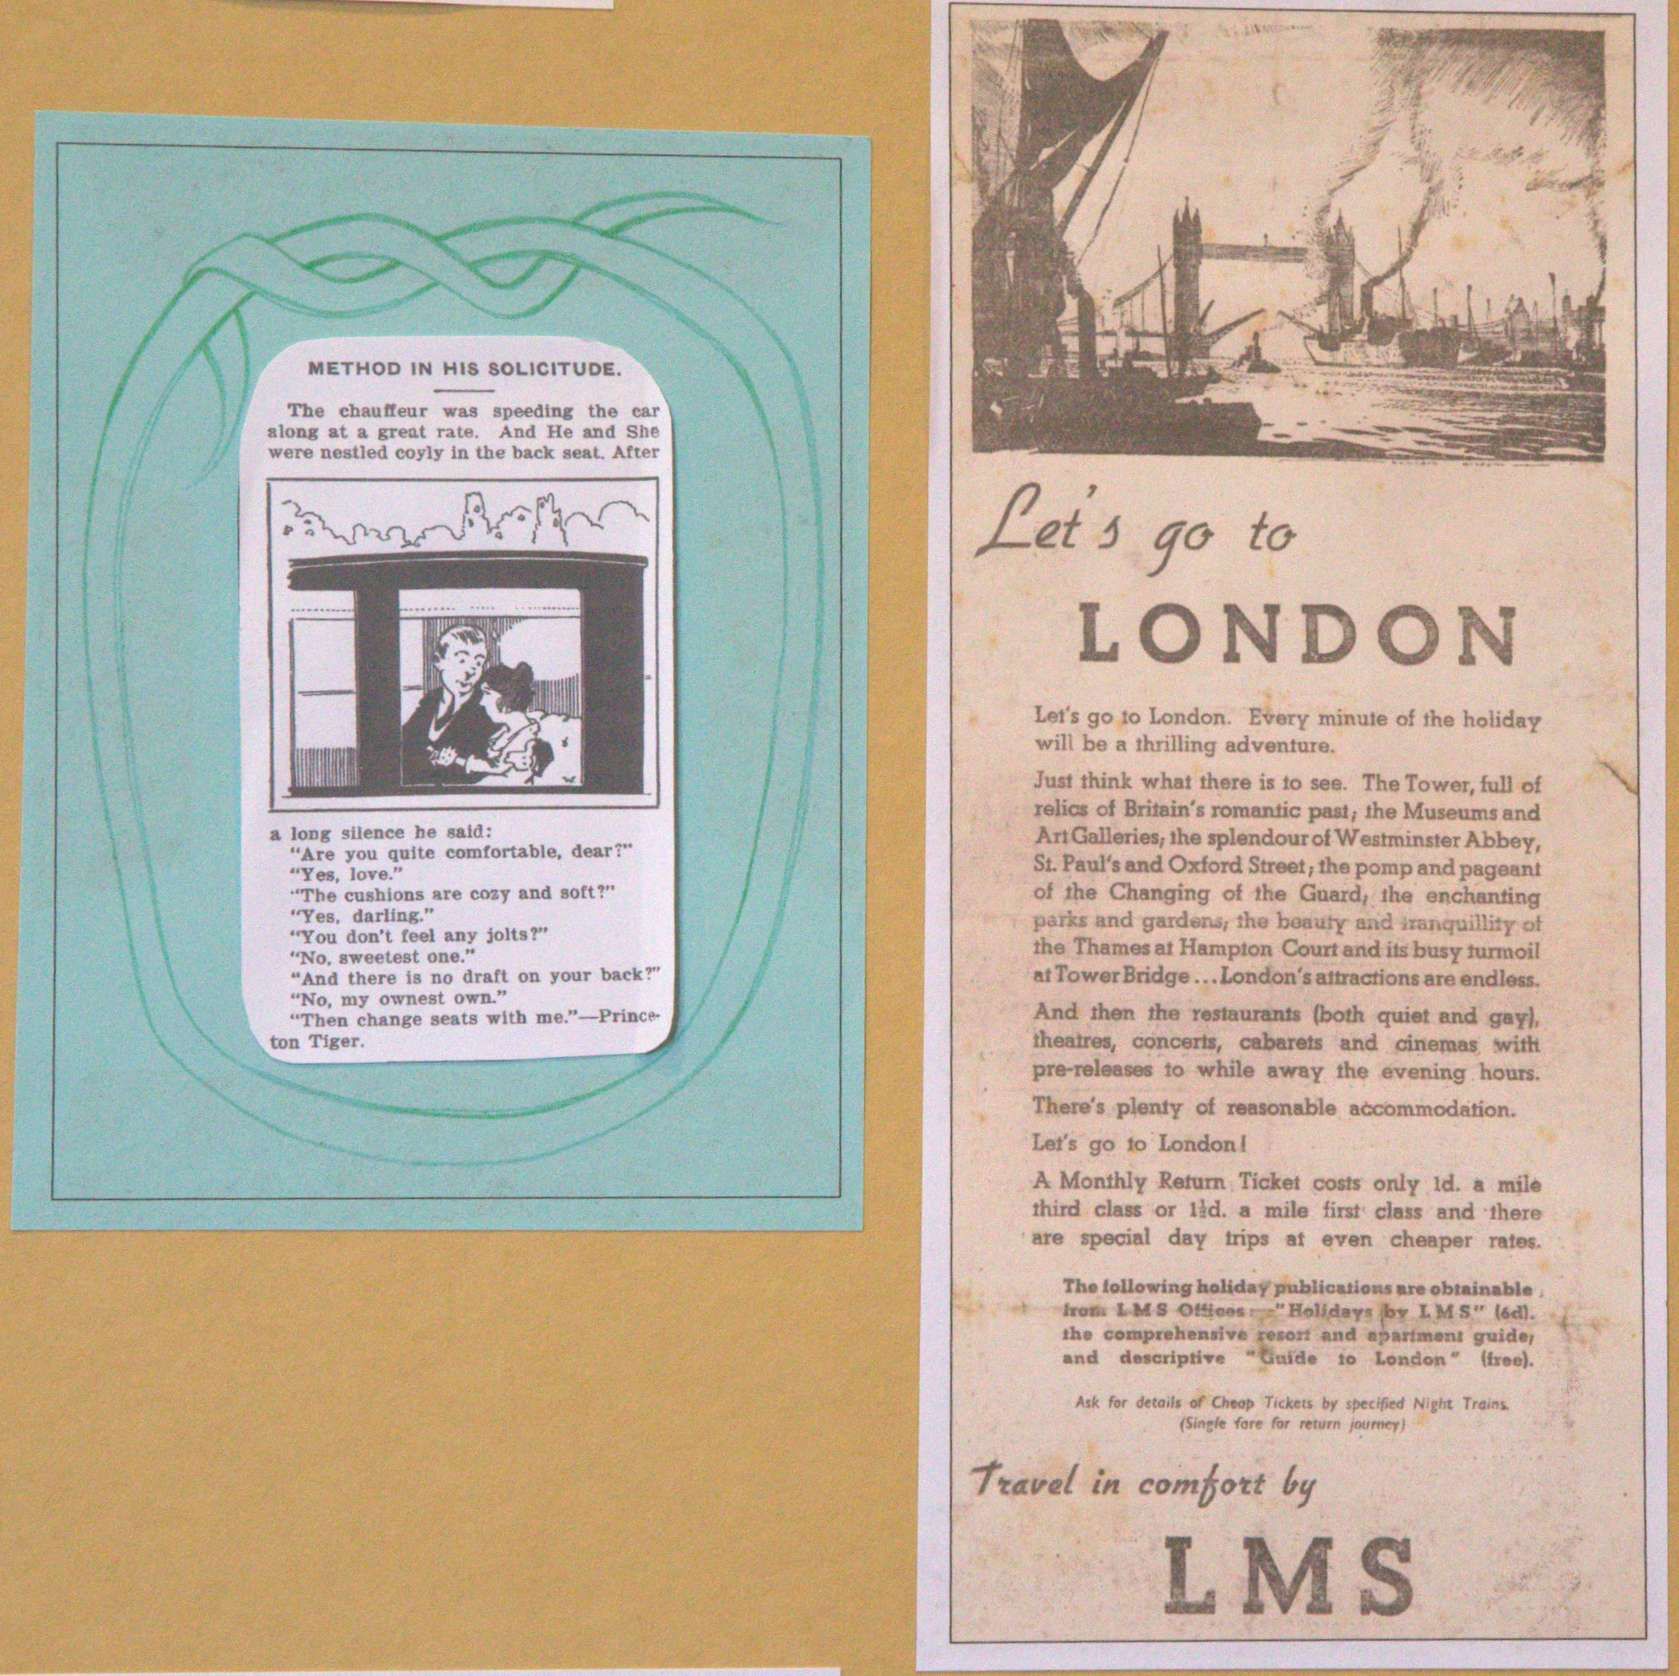 METHOD IN HIS SOLICITUDE.
The chauffeur was speeding the car
along at a great rate. And He and She
were nestled coyly in the back seat. After
a long silence he said:
"Are you quite comfortable, dear?"
"Yes, love."
"The cushions are cozy and soft?"
"Yes, darling."
"You don't feel any jolts?"
"No, sweetest one."
"And there is no draft on your back?"
"No, my ownest own."
"Then change seats with me."—Prince-
ton Tiger.
Let's go to
LONDON
Let's go to London. Every minute of the holiday
will be a thrilling adventure.
Just think what there is to see. The Tower, full of
relics of Britain's romantic past; the Museums and
Art Galleries; the splendour of Westminster Abbey,
St. Paul's and Oxford Street; the pomp and pageant
of the Changing of the Guard; the enchanting
parks and gardens; the beauty and tranquillity of
the Thames at Hampton Court and its busy turmoil
at Tower Bridge ... London's attractions are endless.
And then the restaurants (both quiet and gay),
theatres, concerts, cabarets and cinemas with
pre-releases to while away the evening hours.
There's plenty of reasonable accommodation.
Let's go to London!
A Monthly Return Ticket costs only 1d. a mile
third class or 1½d. a mile first class and there
are special day trips at even cheaper rates.
The following holiday publications are obtainable
from LMS Offices—"Holidays by LMS" (6d).
the comprehensive resort and apartment guide;
and descriptive "Guide to London" (free).
Ask for details of Cheap Tickets by specified Night Trains.
(Single fare for return journey)
Travel in comfort by
LMS